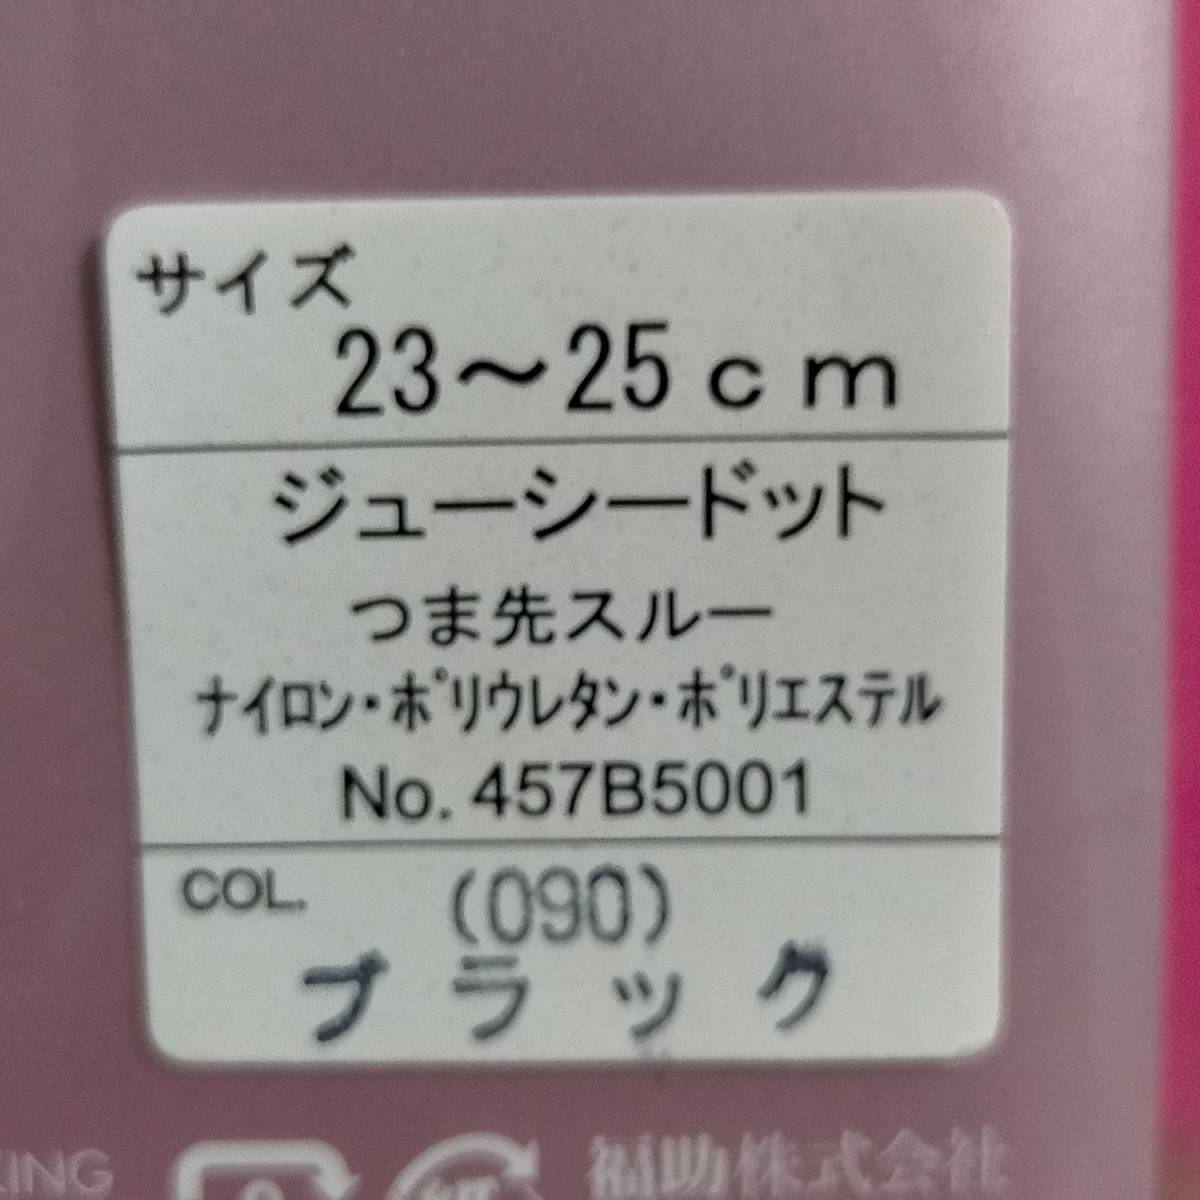 サイズ
23～25cm
ジューシードット
つま先スルー
ナイロン・ポリウレタン・ポリエステル
No. 457B5001
COL. (090)
ブラック
KING
福助株式会社